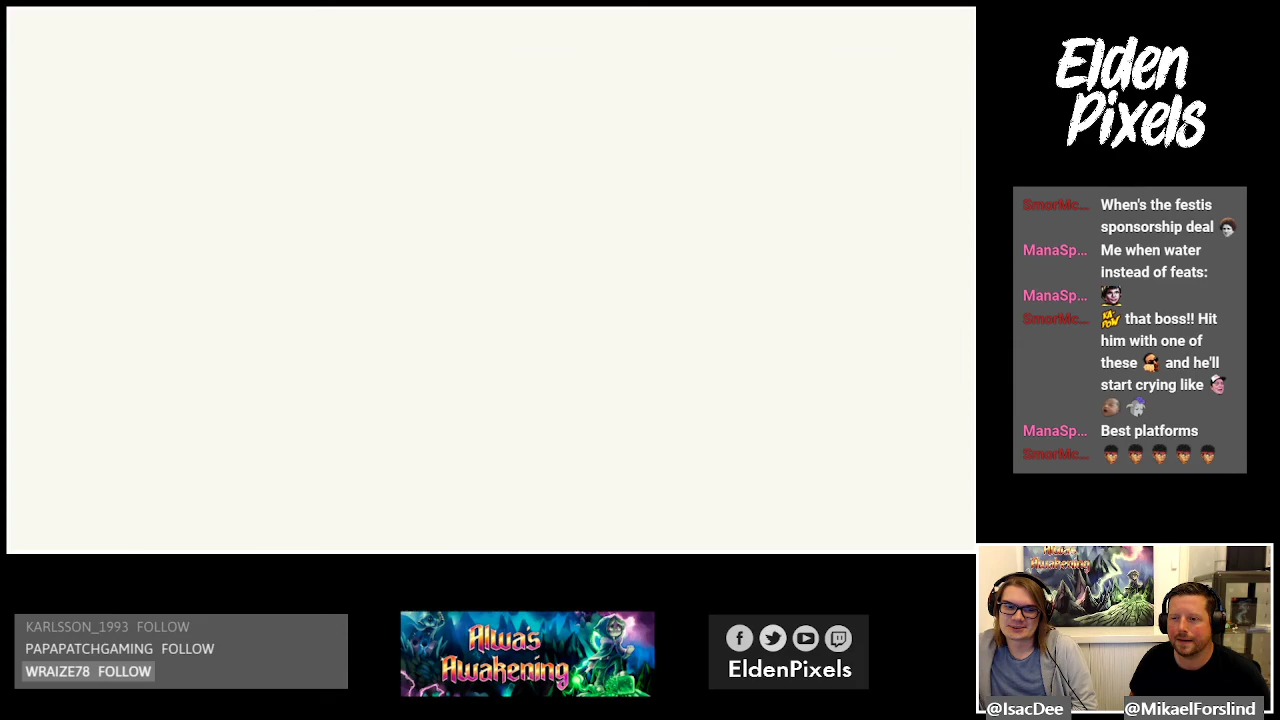 Elden
Pixels
SmorMc... When's the festis
sponsorship deal
ManaSp... Me when water
instead of feats:
ManaSp...
SmorMc... KA-POW that boss!! Hit
him with one of
these and he'll
start crying like
ManaSp... Best platforms
SmorMc...
Alwa's
Awakening
KARLSSON_1993 FOLLOW
PAPAPATCHGAMING FOLLOW
WRAIZE78 FOLLOW
Alwa's
Awakening
EldenPixels
@IsacDee
@MikaelForslind